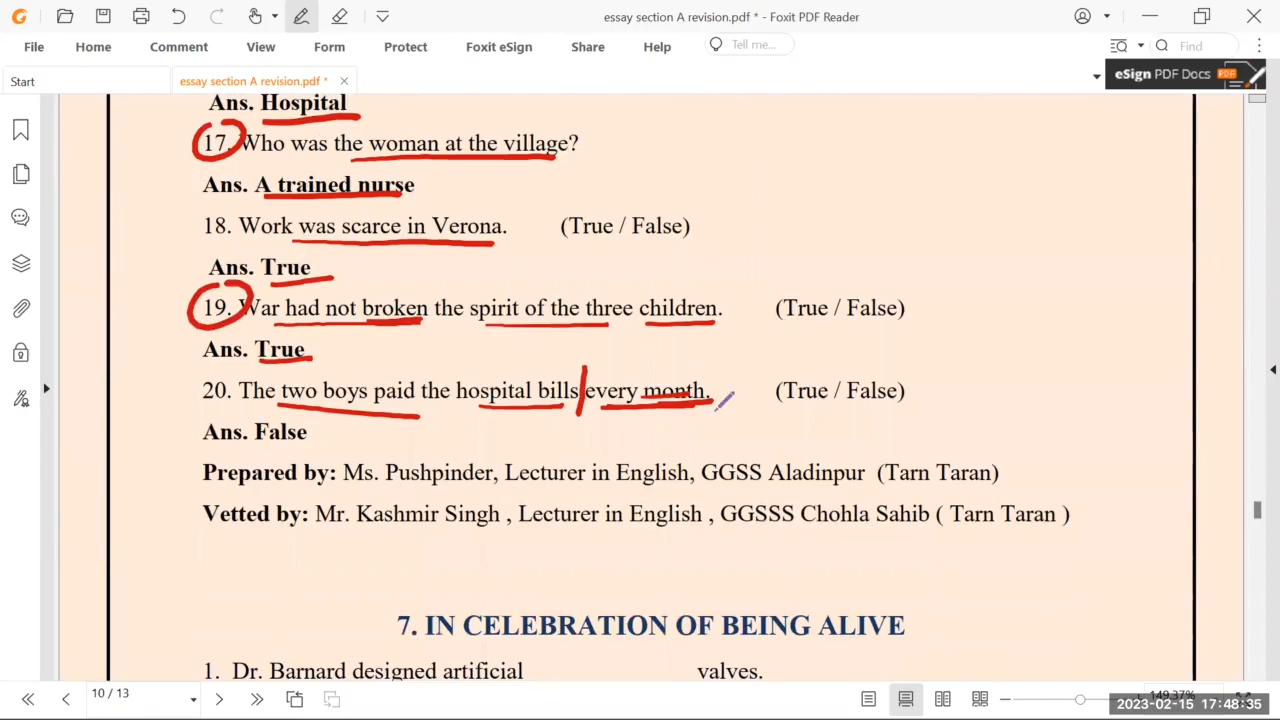 essay section A revision.pdf * - Foxit PDF Reader
File Home Comment View Form Protect Foxit eSign Share Help Tell me... Find
Start essay section A revision.pdf * eSign PDF Docs PDF
Ans. Hospital
17. Who was the woman at the village?
Ans. A trained nurse
18. Work was scarce in Verona. (True / False)
Ans. True
19. War had not broken the spirit of the three children. (True / False)
Ans. True
20. The two boys paid the hospital bills every month. (True / False)
Ans. False
Prepared by: Ms. Pushpinder, Lecturer in English, GGSS Aladinpur (Tarn Taran)
Vetted by: Mr. Kashmir Singh , Lecturer in English , GGSSS Chohla Sahib ( Tarn Taran )
7. IN CELEBRATION OF BEING ALIVE
1. Dr. Barnard designed artificial valves.
10 / 13 149.37%
2023-02-15 17:48:35